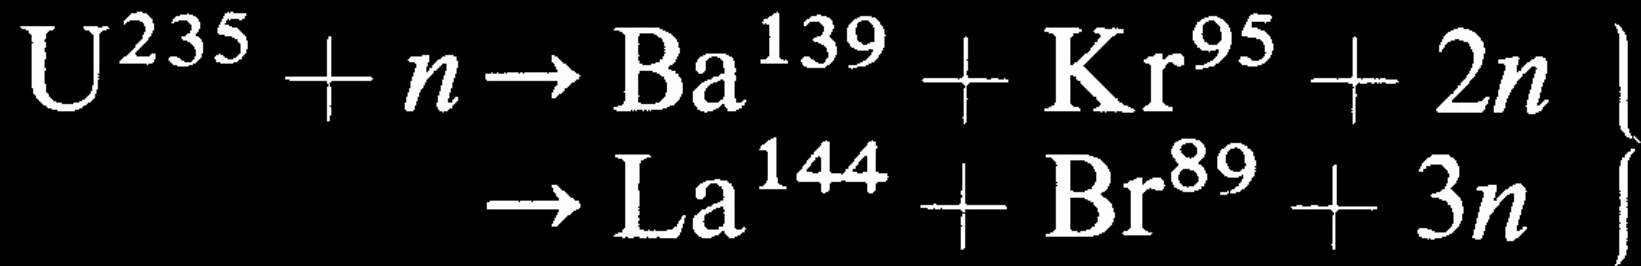 U²³⁵ + n → Ba¹³⁹ + Kr⁹⁵ + 2n
→ La¹⁴⁴ + Br⁸⁹ + 3n }